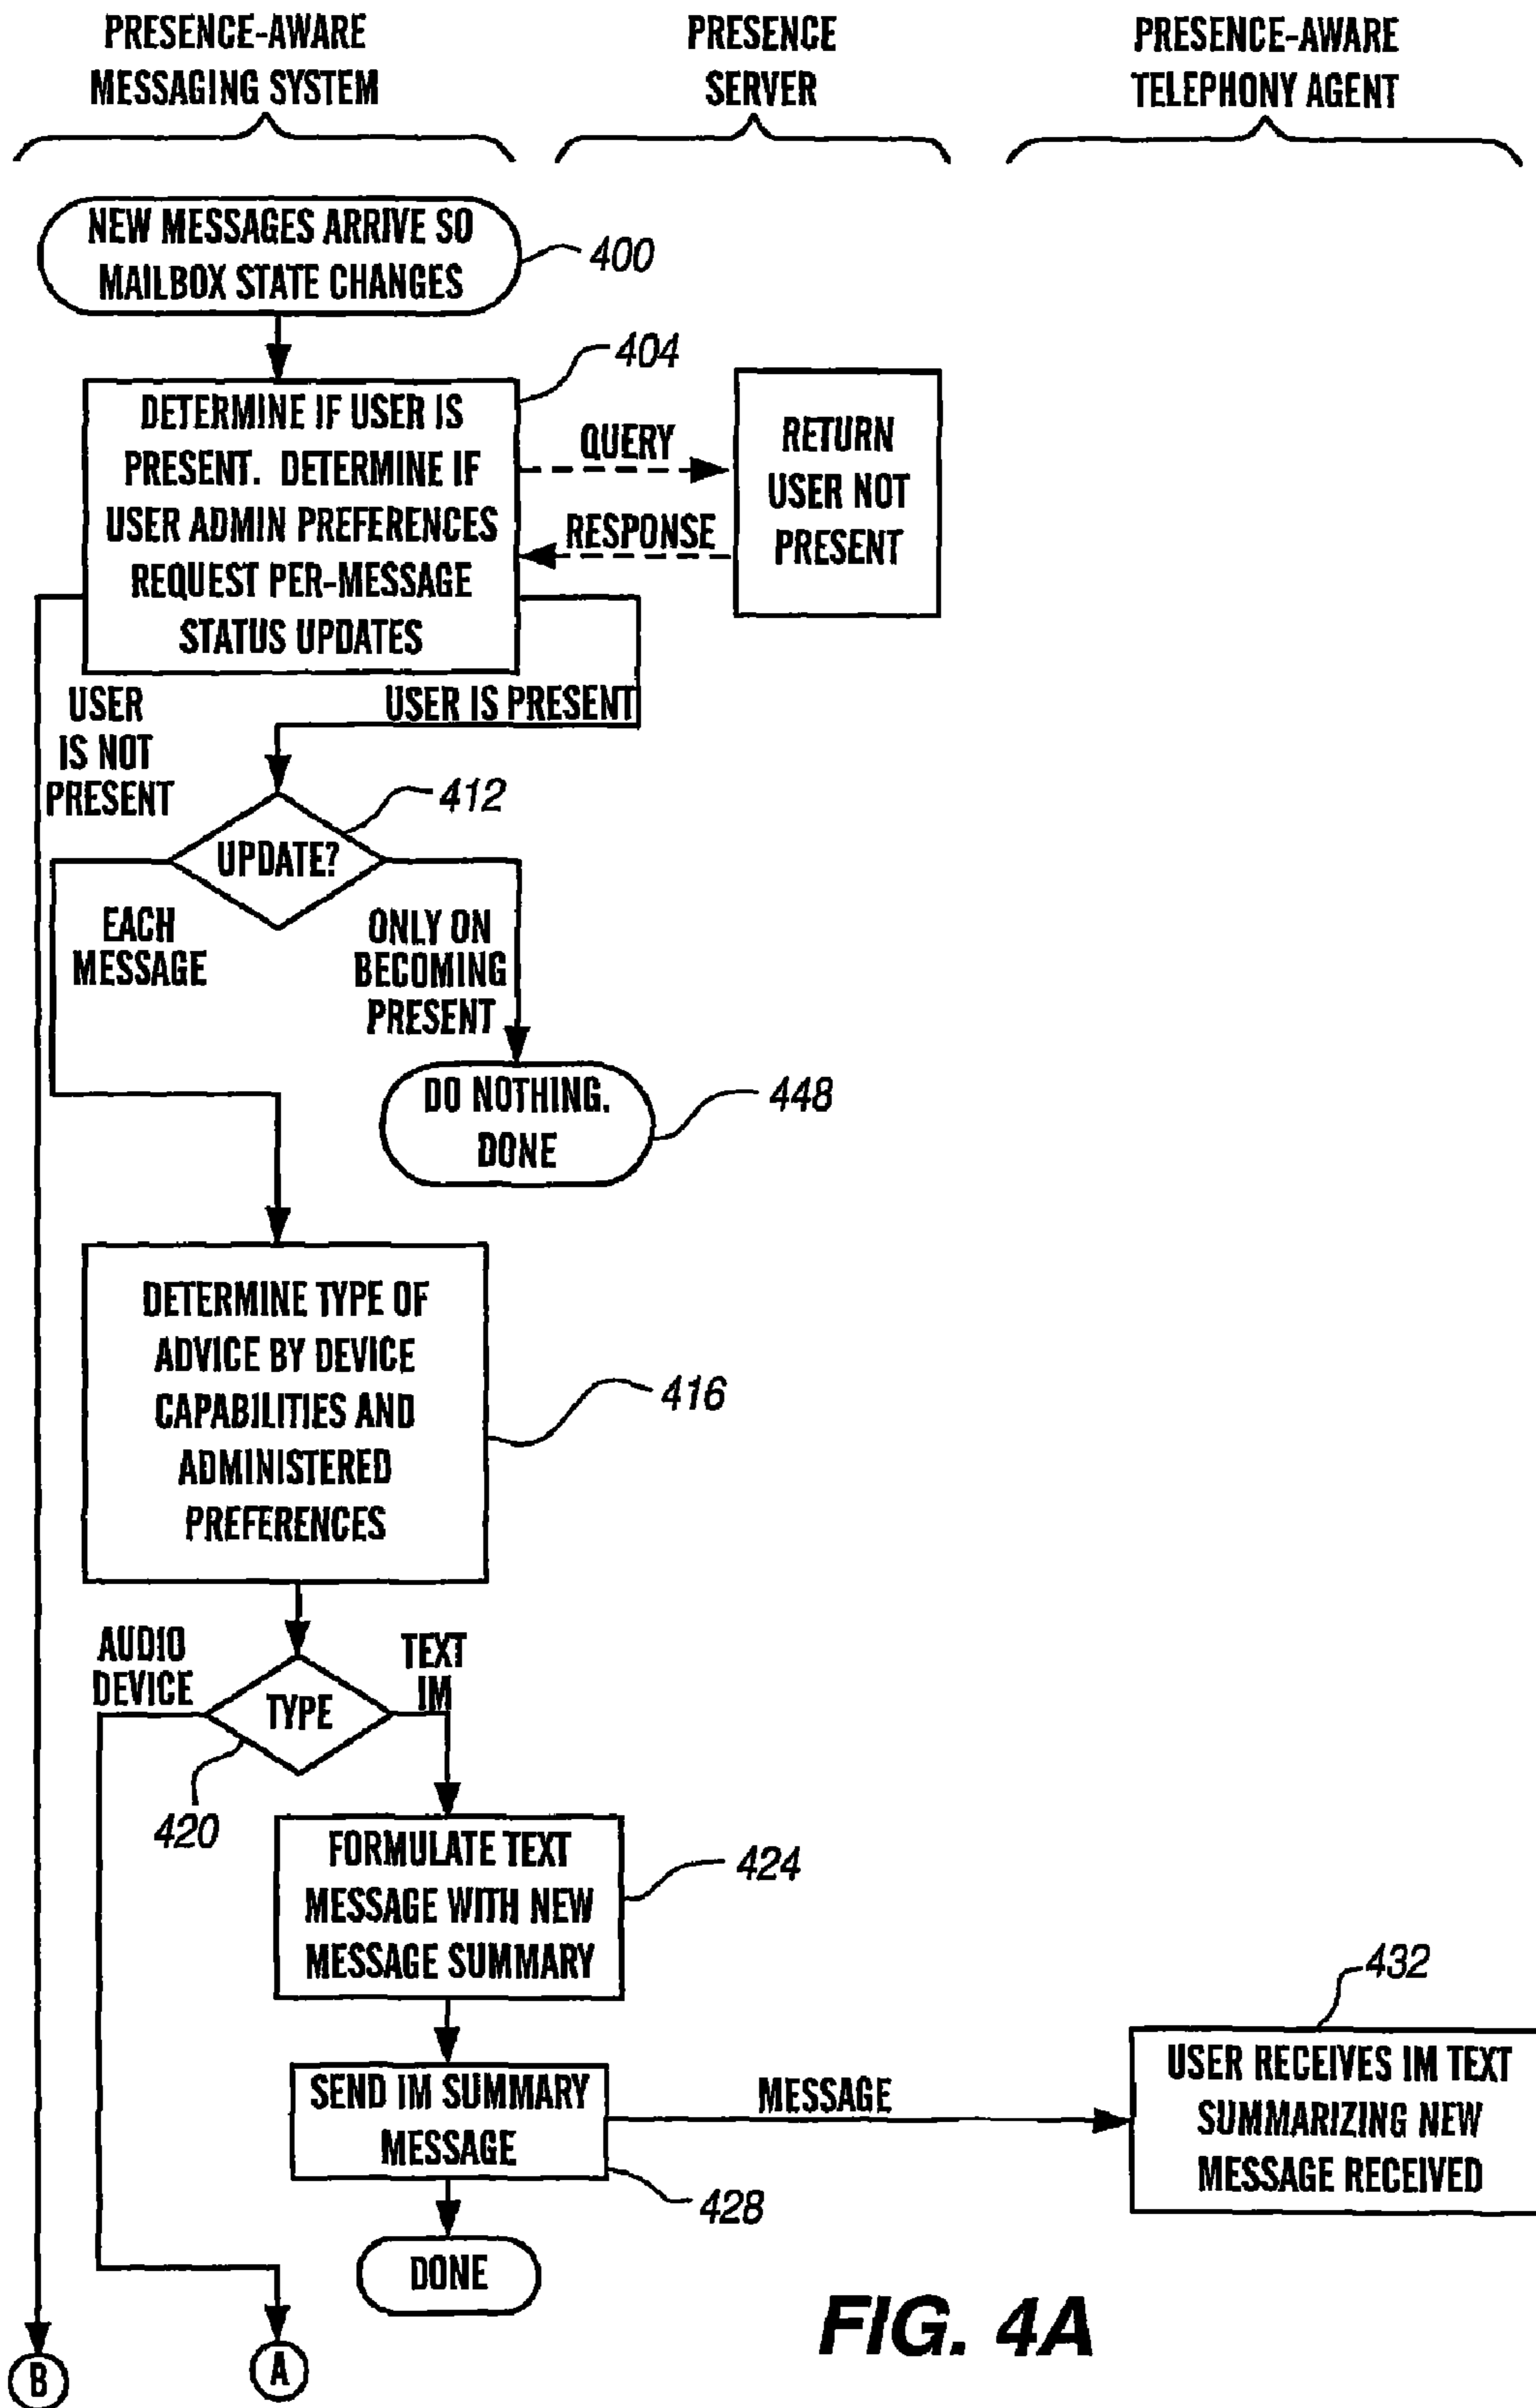 PRESENCE-AWARE
MESSAGING SYSTEM
PRESENCE
SERVER
PRESENCE-AWARE
TELEPHONY AGENT
NEW MESSAGES ARRIVE SO
MAILBOX STATE CHANGES
400
404
DETERMINE IF USER IS
PRESENT. DETERMINE IF
USER ADMIN PREFERENCES
REQUEST PER-MESSAGE
STATUS UPDATES
QUERY
RESPONSE
RETURN
USER NOT
PRESENT
USER
IS NOT
PRESENT
USER IS PRESENT
412
UPDATE?
EACH
MESSAGE
ONLY ON
BECOMING
PRESENT
DO NOTHING.
DONE
448
DETERMINE TYPE OF
ADVICE BY DEVICE
CAPABILITIES AND
ADMINISTERED
PREFERENCES
416
AUDIO
DEVICE
TYPE
TEXT
IM
420
FORMULATE TEXT
MESSAGE WITH NEW
MESSAGE SUMMARY
424
SEND IM SUMMARY
MESSAGE
428
MESSAGE
432
USER RECEIVES IM TEXT
SUMMARIZING NEW
MESSAGE RECEIVED
DONE
B
A
FIG. 4A